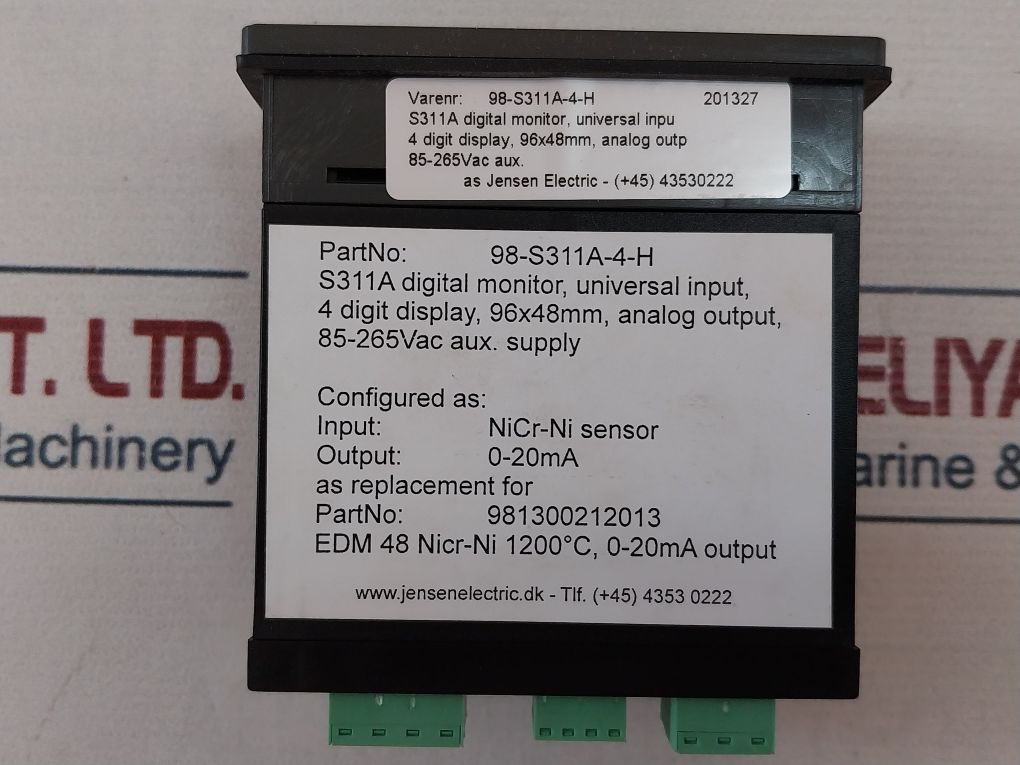 Varenr: 98-S311A-4-H 201327
S311A digital monitor, universal inpu
4 digit display, 96x48mm, analog outp
85-265Vac aux.
as Jensen Electric - (+45) 43530222
PartNo: 98-S311A-4-H
S311A digital monitor, universal input,
4 digit display, 96x48mm, analog output,
85-265Vac aux. supply
Configured as:
Input: NiCr-Ni sensor
Output: 0-20mA
as replacement for
PartNo: 981300212013
EDM 48 Nicr-Ni 1200°C, 0-20mA output
www.jensenelectric.dk - Tlf. (+45) 4353 0222
T. LTD.
achinery
ELIYA
arine &